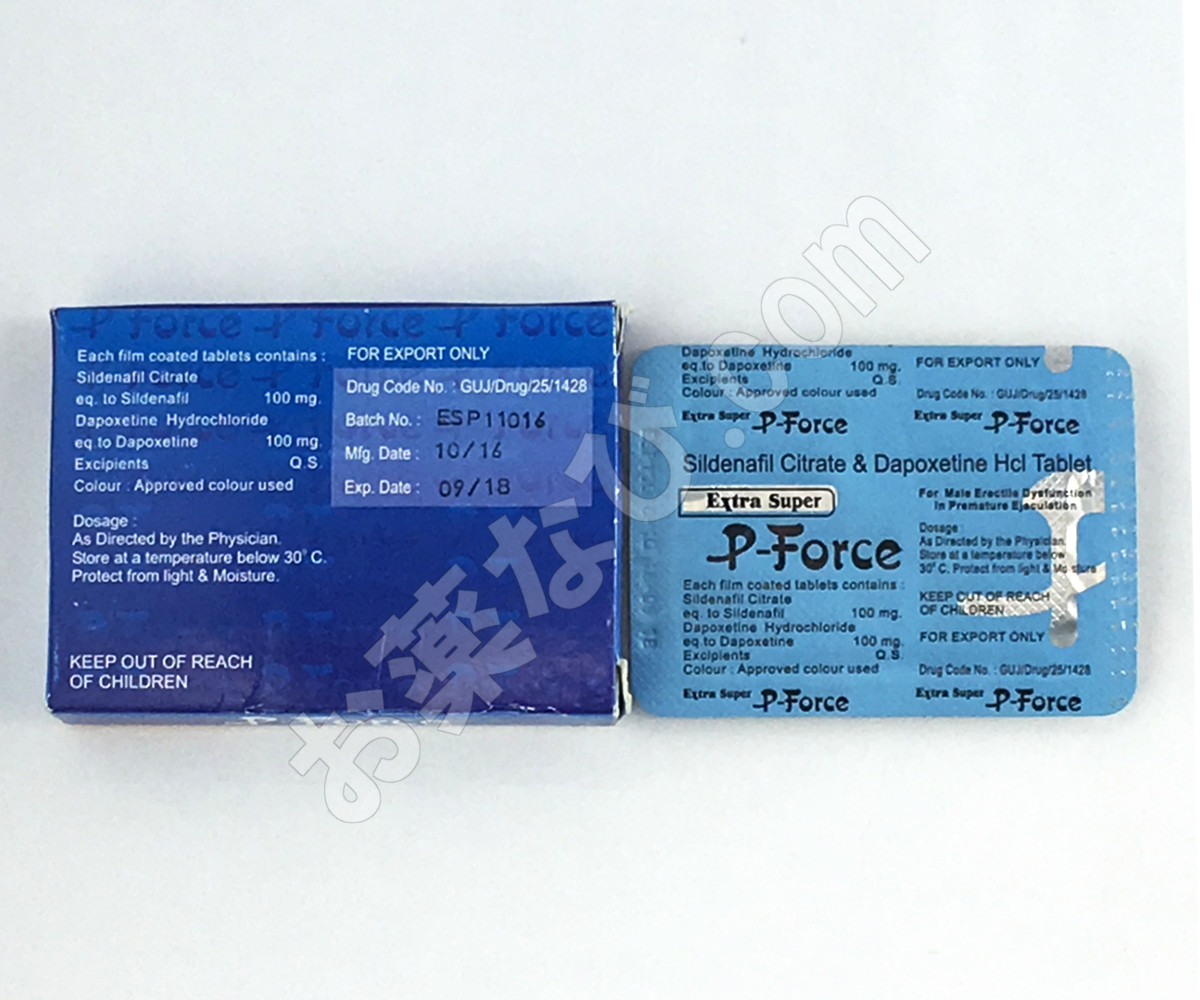 P Force P Force P Force
Each film coated tablets contains :
Sildenafil Citrate
eq. to Sildenafil 100 mg.
Dapoxetine Hydrochloride
eq.to Dapoxetine 100 mg.
Excipients Q.S.
Colour : Approved colour used
Dosage :
As Directed by the Physician.
Store at a temperature below 30° C.
Protect from light & Moisture.
KEEP OUT OF REACH
OF CHILDREN
FOR EXPORT ONLY
Drug Code No. : GUJ/Drug/25/1428
Batch No. : ESP11016
Mfg. Date : 10/16
Exp. Date : 09/18
Dapoxetine Hydrochloride
eq.to Dapoxetine 100 mg.
Excipients Q.S.
Colour : Approved colour used
FOR EXPORT ONLY
Drug Code No. : GUJ/Drug/25/1428
Extra Super P-Force
Extra Super P-Force
Sildenafil Citrate & Dapoxetine Hcl Tablet
Extra Super
P-Force
For Male Erectile Dysfunction
in Premature Ejaculation
Dosage:
As Directed by the Physician.
Store at a temperature below
30° C. Protect from light & Moisture
KEEP OUT OF REACH
OF CHILDREN
Each film coated tablets contains :
Sildenafil Citrate
eq. to Sildenafil 100 mg.
Dapoxetine Hydrochloride
eq.to Dapoxetine 100 mg.
Excipients Q.S.
Colour : Approved colour used
FOR EXPORT ONLY
Drug Code No. : GUJ/Drug/25/1428
Extra Super P-Force
Extra Super P-Force
お薬なび.com